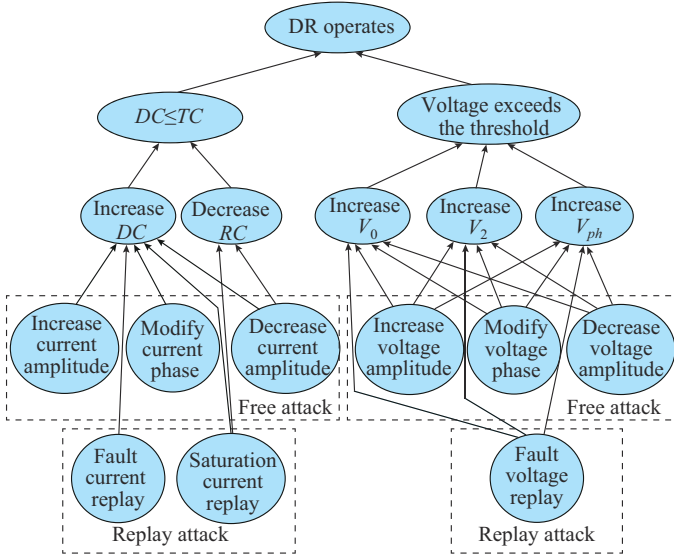 DR operates
DC≤TC
Voltage exceeds
the threshold
Increase
DC
Decrease
RC
Increase
V0
Increase
V2
Increase
Vph
Increase
current
amplitude
Modify
current
phase
Decrease
current
amplitude
Free attack
Increase
voltage
amplitude
Modify
voltage
phase
Decrease
voltage
amplitude
Free attack
Fault
current
replay
Saturation
current
replay
Replay attack
Fault
voltage
replay
Replay attack